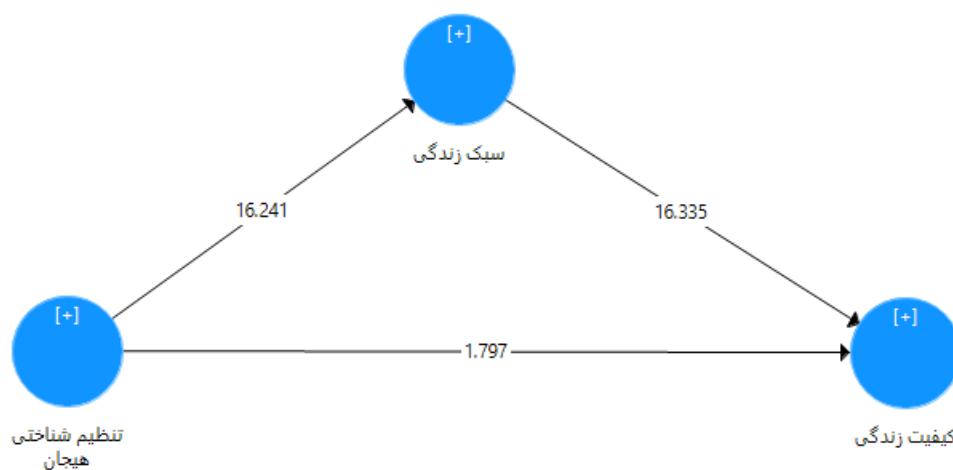 [+]
سبک زندگی
16.241
16.335
[+]
[+]
1.797
تنظیم شناختی
هیجان
کیفیت زندگی